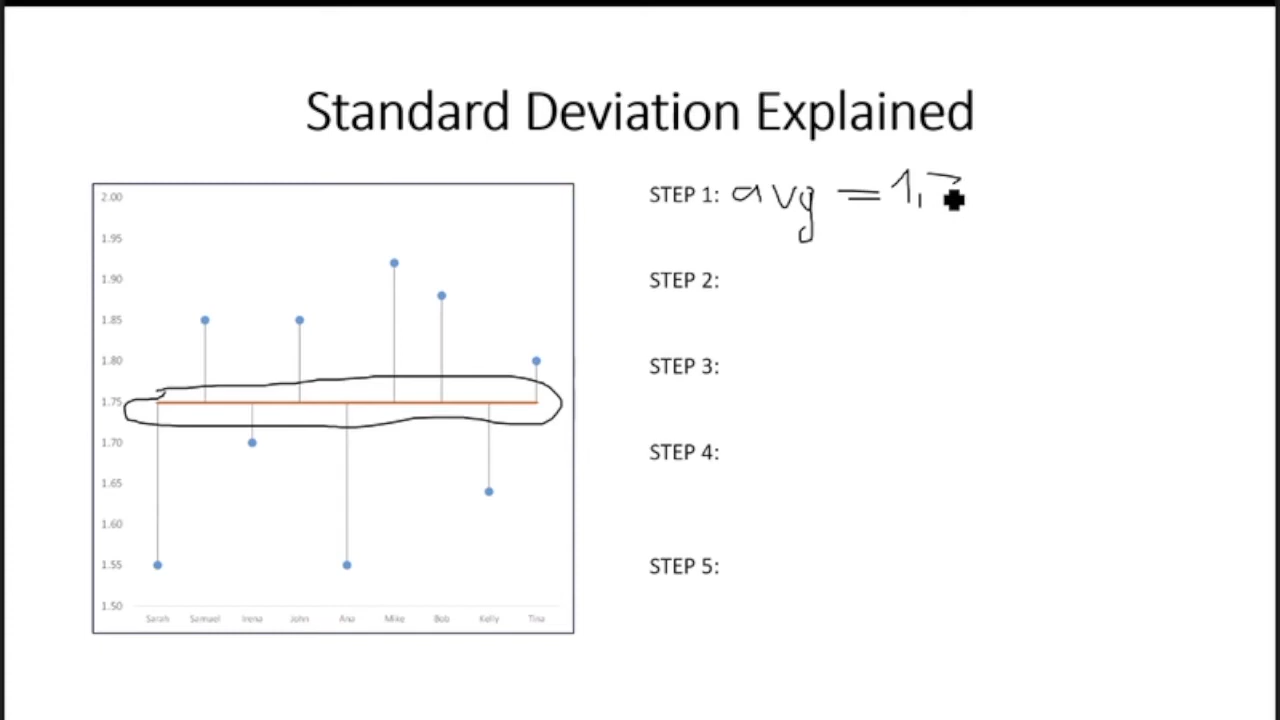 Standard Deviation Explained
2.00
1.95
1.90
1.85
1.80
1.75
1.70
1.65
1.60
1.55
1.50
Sarah Samuel Irena John Ana Mike Bob Kelly Tina
STEP 1: avg = 1,7
STEP 2:
STEP 3:
STEP 4:
STEP 5: